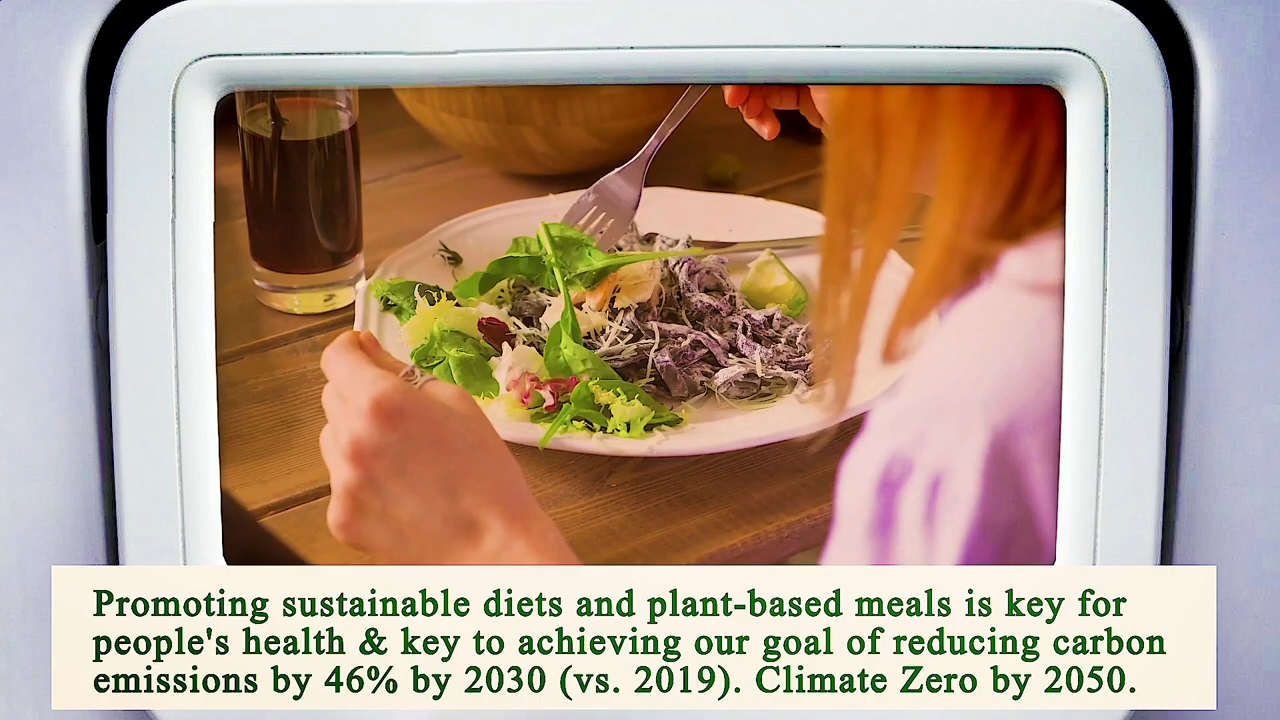 Promoting sustainable diets and plant-based meals is key for
people's health & key to achieving our goal of reducing carbon
emissions by 46% by 2030 (vs. 2019). Climate Zero by 2050.